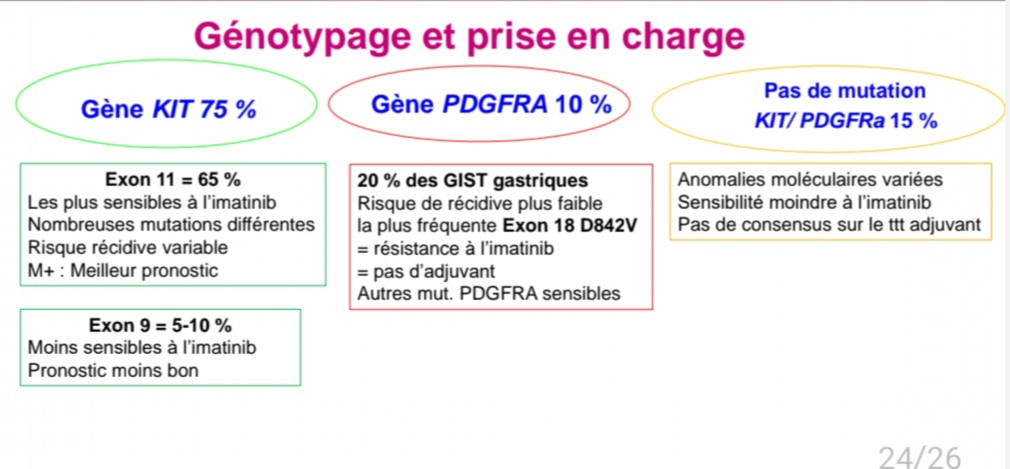 Génotypage et prise en charge
Gène KIT 75 %
Gène PDGFRA 10 %
Pas de mutation
KIT/ PDGFRa 15 %
Exon 11 = 65 %
Les plus sensibles à l'imatinib
Nombreuses mutations différentes
Risque récidive variable
M+ : Meilleur pronostic
Exon 9 = 5-10 %
Moins sensibles à l'imatinib
Pronostic moins bon
20 % des GIST gastriques
Risque de récidive plus faible
la plus fréquente Exon 18 D842V
= résistance à l'imatinib
= pas d'adjuvant
Autres mut. PDGFRA sensibles
Anomalies moléculaires variées
Sensibilité moindre à l'imatinib
Pas de consensus sur le ttt adjuvant
24/26